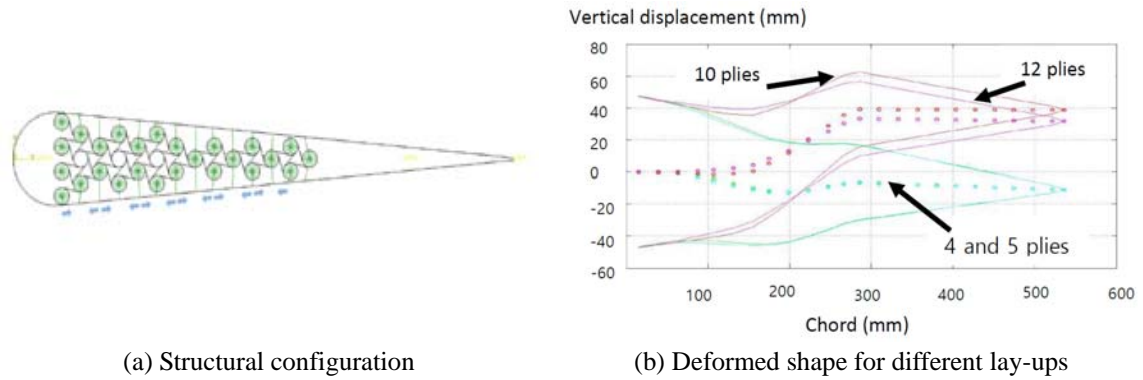 Vertical displacement (mm)
80
60
40
20
0
-20
-40
-60
10 plies
12 plies
4 and 5 plies
100
200
300
400
500
600
Chord (mm)
(a) Structural configuration
(b) Deformed shape for different lay-ups